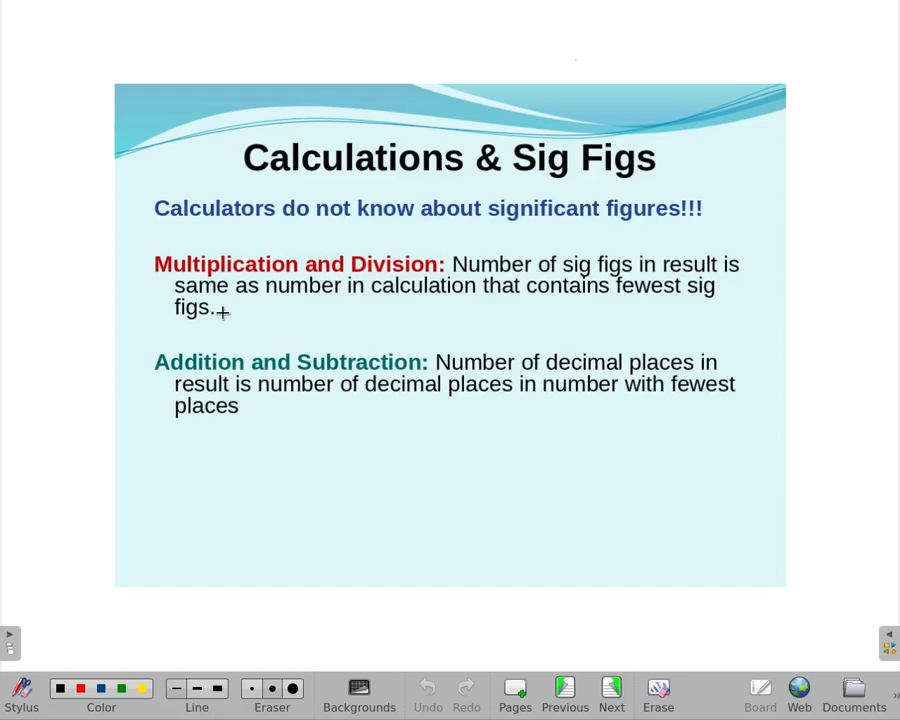 Calculations & Sig Figs
Calculators do not know about significant figures!!!
Multiplication and Division: Number of sig figs in result is
same as number in calculation that contains fewest sig
figs.
Addition and Subtraction: Number of decimal places in
result is number of decimal places in number with fewest
places
Stylus Color Line Eraser Backgrounds Undo Redo Pages Previous Next Erase Board Web Documents